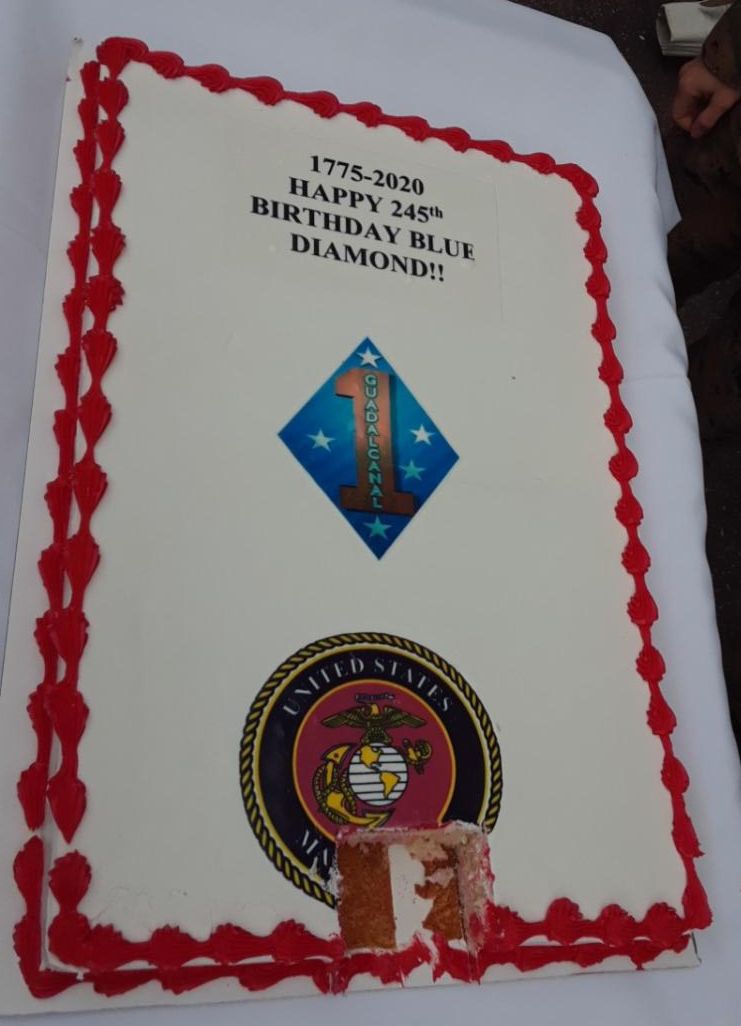 1775-2020
HAPPY 245th
BIRTHDAY BLUE
DIAMOND!!
GUADALCANAL
UNITED STATES